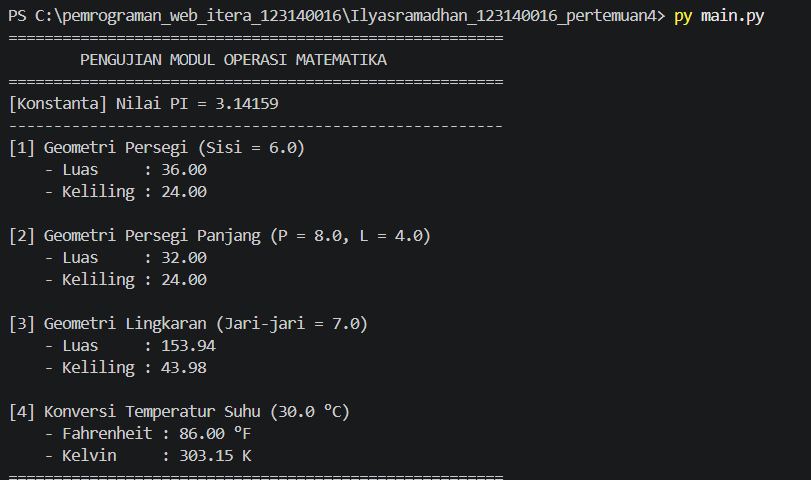 PS C:\pemrograman_web_itera_123140016\Ilyasramadhan_123140016_pertemuan4> py main.py
=======================================================
        PENGUJIAN MODUL OPERASI MATEMATIKA
=======================================================
[Konstanta] Nilai PI = 3.14159
-------------------------------------------------------
[1] Geometri Persegi (Sisi = 6.0)
    - Luas     : 36.00
    - Keliling : 24.00
[2] Geometri Persegi Panjang (P = 8.0, L = 4.0)
    - Luas     : 32.00
    - Keliling : 24.00
[3] Geometri Lingkaran (Jari-jari = 7.0)
    - Luas     : 153.94
    - Keliling : 43.98
[4] Konversi Temperatur Suhu (30.0 °C)
    - Fahrenheit : 86.00 °F
    - Kelvin     : 303.15 K
=======================================================